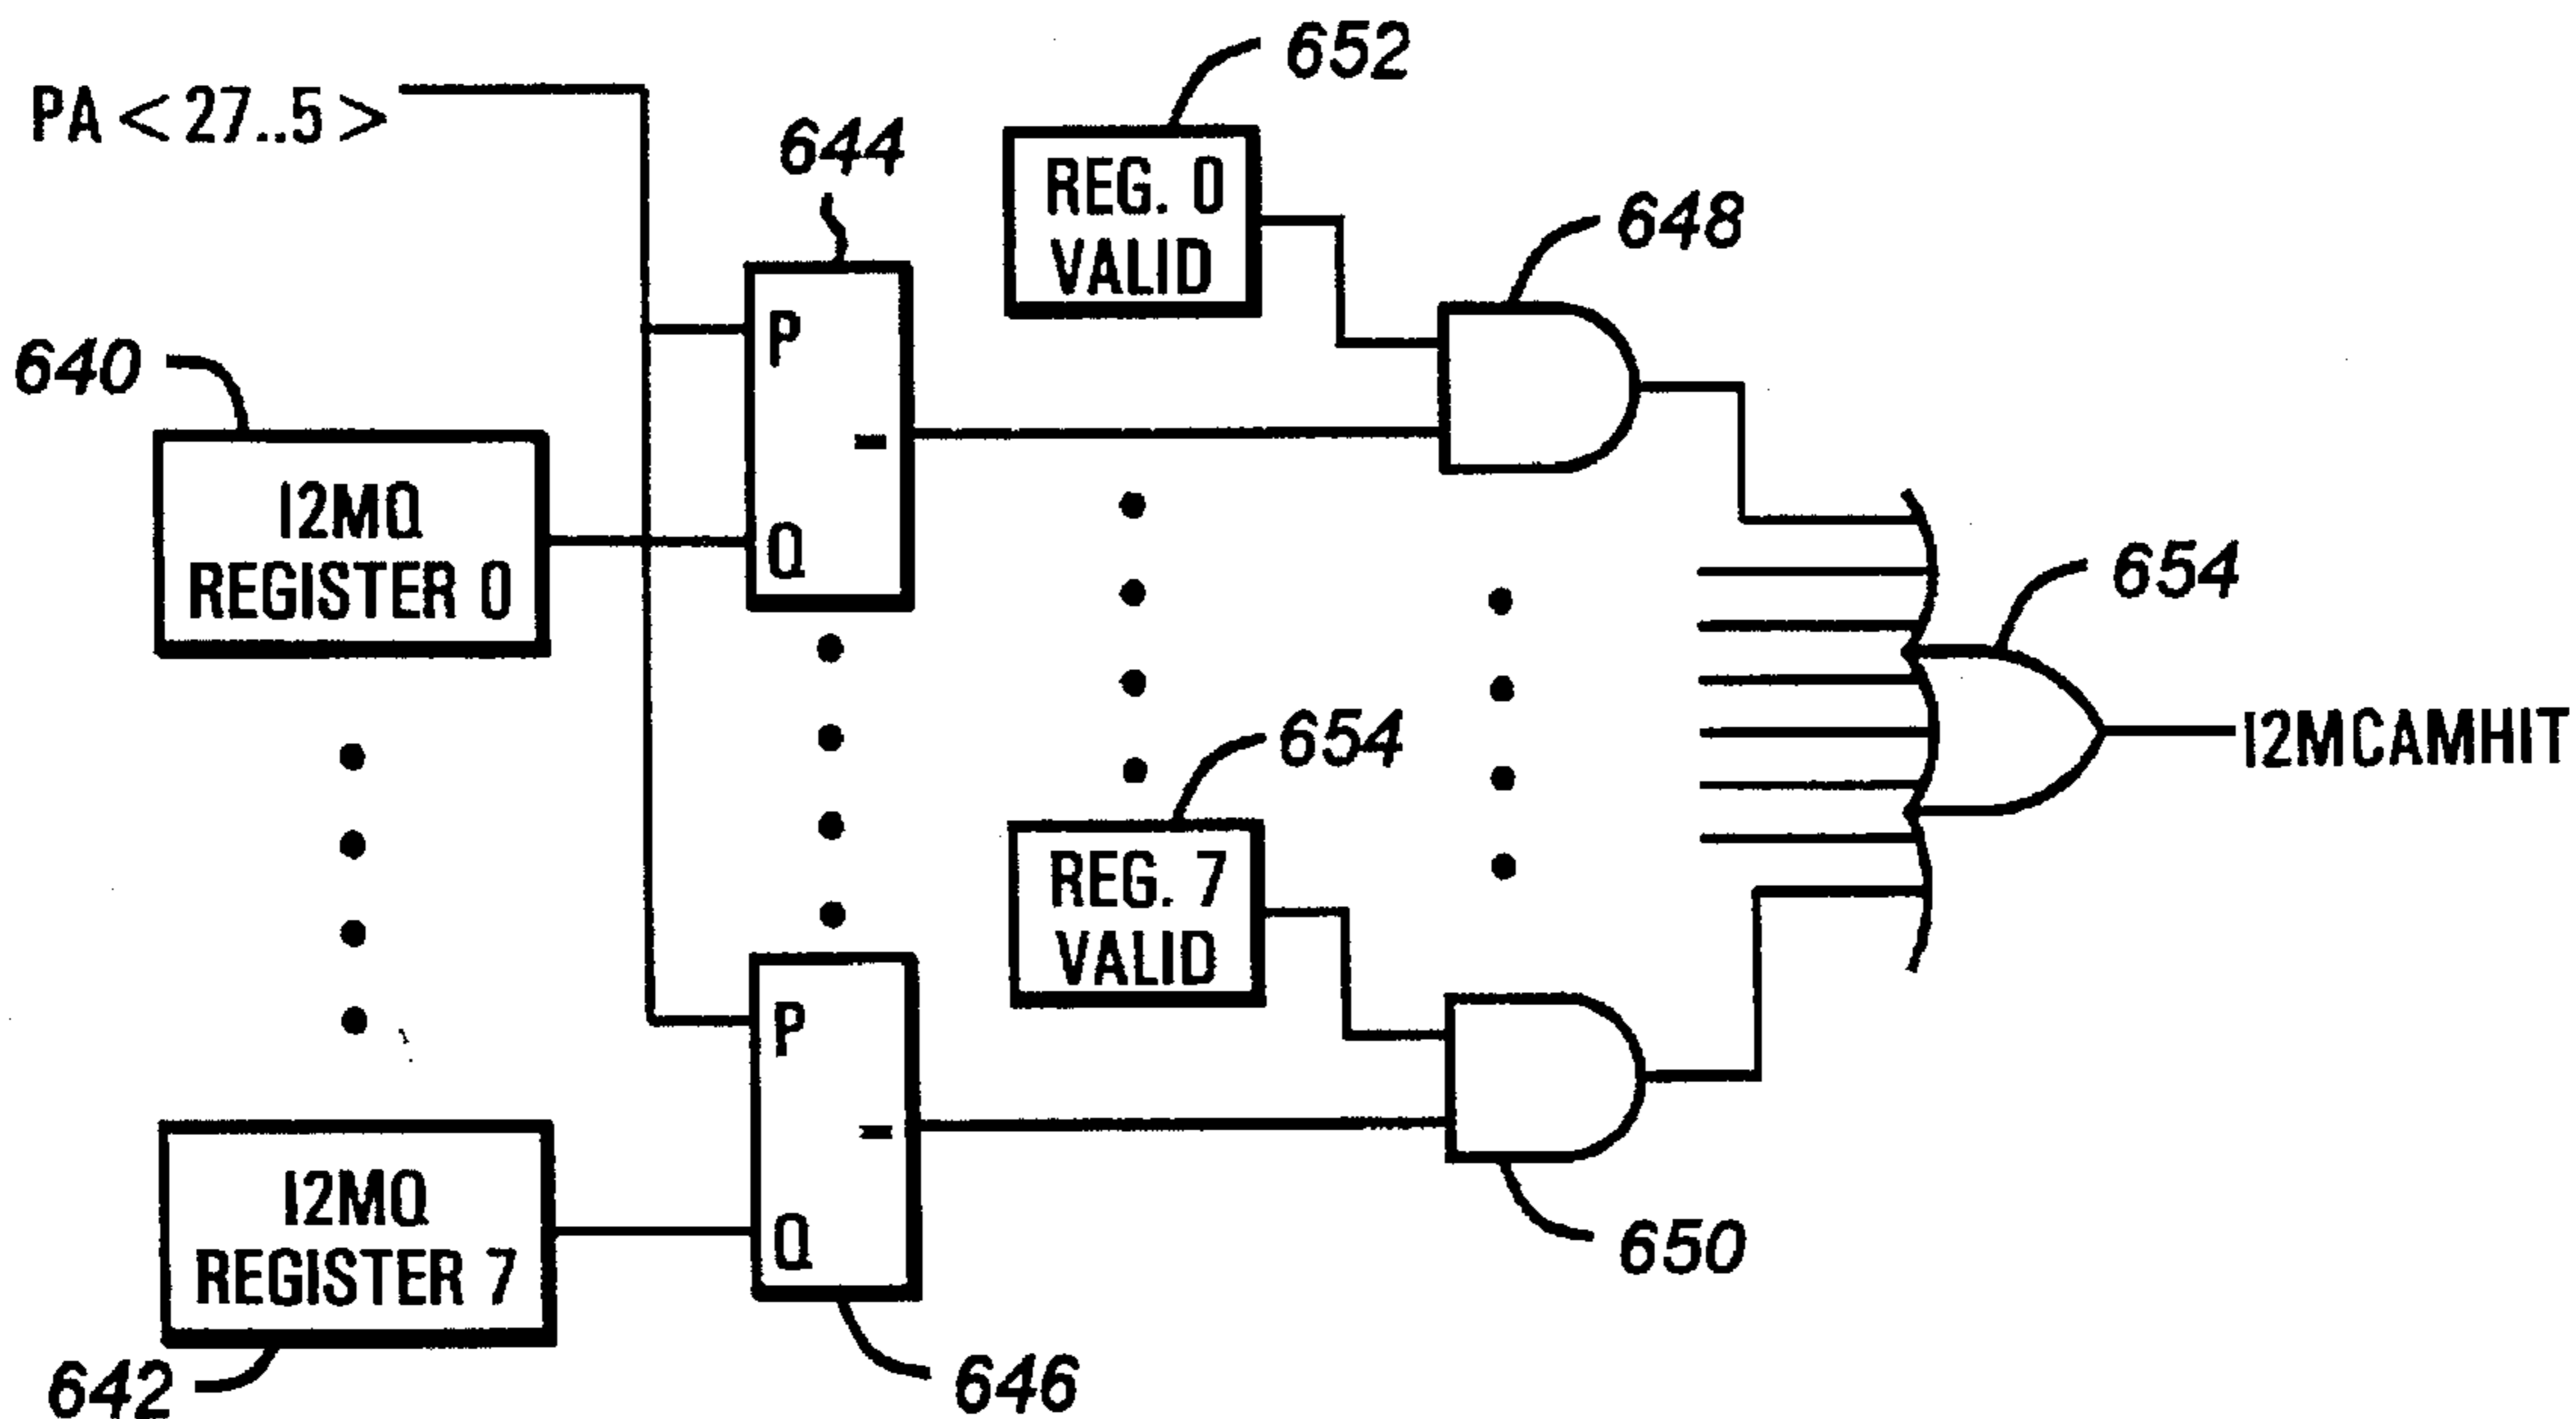 652
PA <27..5>
644
REG. 0
VALID
648
640
P
I2MQ
REGISTER 0
-
Q
654
654
I2MCAMHIT
REG. 7
VALID
P
-
I2MQ
REGISTER 7
Q
650
642
646